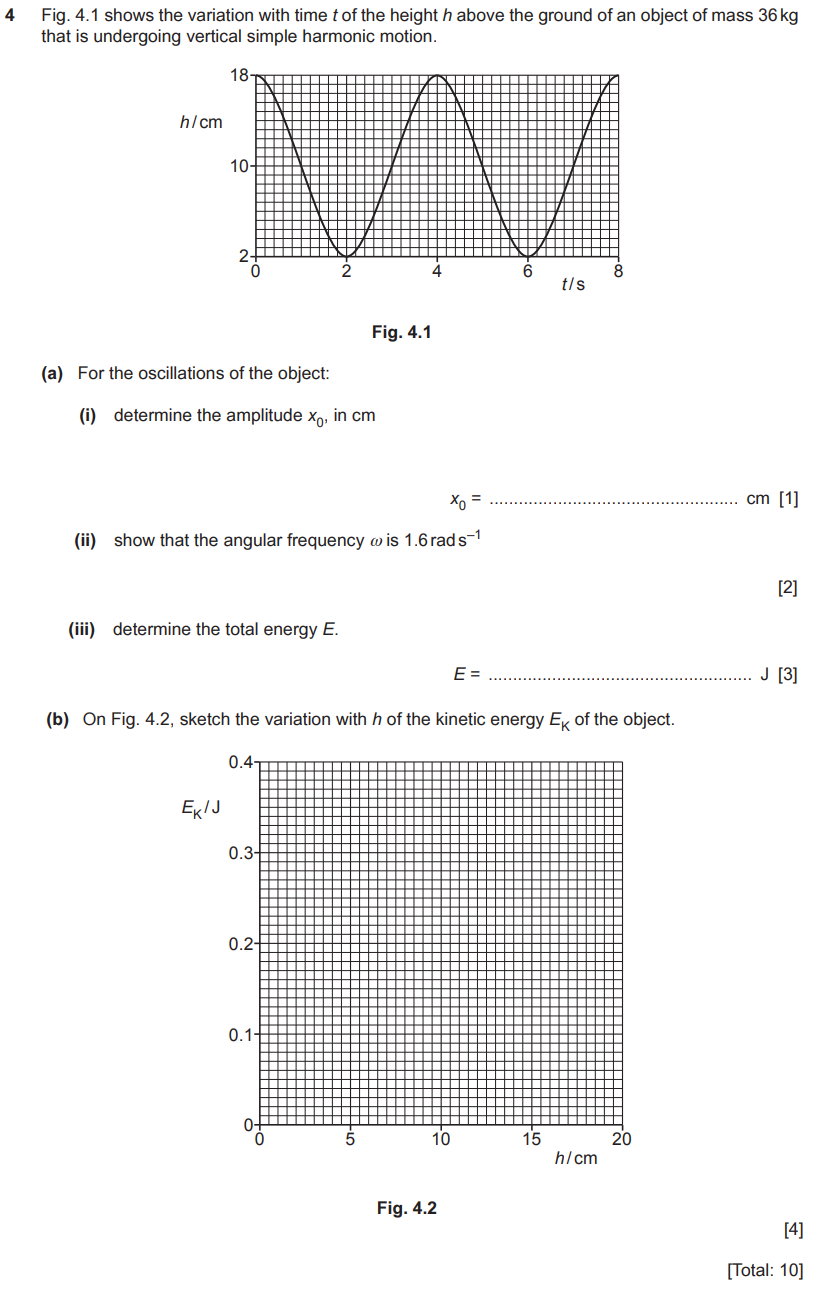 4 Fig. 4.1 shows the variation with time t of the height h above the ground of an object of mass 36 kg
that is undergoing vertical simple harmonic motion.
18
h / cm
10
2
0 2 4 6 8
t / s
Fig. 4.1
(a) For the oscillations of the object:
(i) determine the amplitude x₀, in cm
x₀ = .................................................... cm [1]
(ii) show that the angular frequency ω is 1.6 rad s⁻¹
[2]
(iii) determine the total energy E.
E = ....................................................... J [3]
(b) On Fig. 4.2, sketch the variation with h of the kinetic energy E_K of the object.
0.4
E_K / J
0.3
0.2
0.1
0
0 5 10 15 20
h / cm
Fig. 4.2
[4]
[Total: 10]